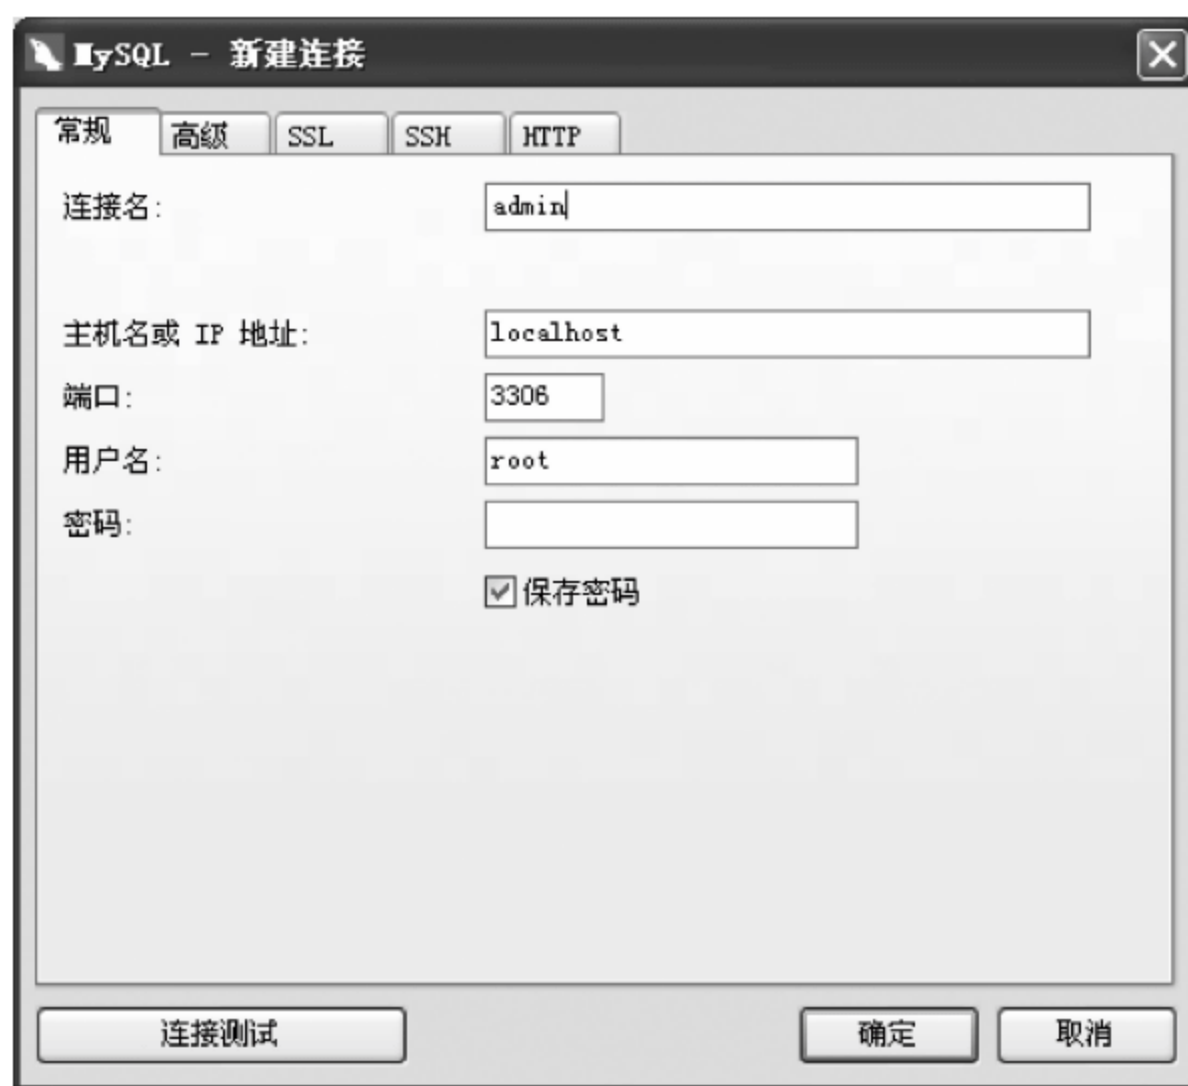 MySQL - 新建连接
常规 高级 SSL SSH HTTP
连接名: admin
主机名或 IP 地址: localhost
端口: 3306
用户名: root
密码:
保存密码
连接测试 确定 取消